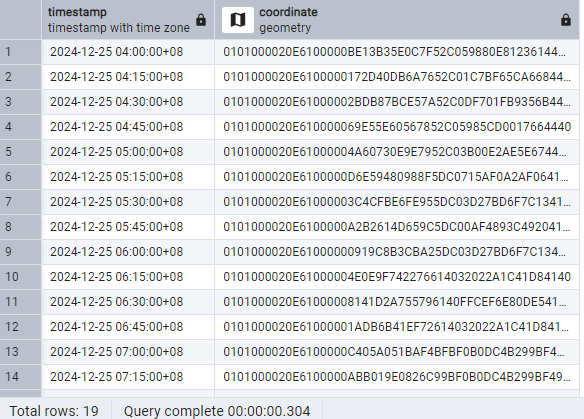 timestamp
timestamp with time zone
coordinate
geometry
1 2024-12-25 04:00:00+08 0101000020E6100000BE13B35E0C7F52C059880E81236144...
2 2024-12-25 04:15:00+08 0101000020E6100000172D40DB6A7652C01C7BF65CA66844...
3 2024-12-25 04:30:00+08 0101000020E61000002BDB87BCE57A52C0DF701FB9356B44...
4 2024-12-25 04:45:00+08 0101000020E610000069E55E60567852C05985CD0017664440
5 2024-12-25 05:00:00+08 0101000020E61000004A60730E9E7952C03B00E2AE5E6744...
6 2024-12-25 05:15:00+08 0101000020E6100000D6E59480988F5DC0715AF0A2AF0641...
7 2024-12-25 05:30:00+08 0101000020E61000003C4CFBE6FE955DC03D27BD6F7C1341...
8 2024-12-25 05:45:00+08 0101000020E6100000A2B2614D659C5DC00AF4893C492041...
9 2024-12-25 06:00:00+08 0101000020E61000000919C8B3CBA25DC03D27BD6F7C134...
10 2024-12-25 06:15:00+08 0101000020E61000004E0E9F742276614032022A1C41D84140
11 2024-12-25 06:30:00+08 0101000020E61000008141D2A755796140FFCEF6E80DE541...
12 2024-12-25 06:45:00+08 0101000020E61000001ADB6B41EF72614032022A1C41D841...
13 2024-12-25 07:00:00+08 0101000020E6100000C405A051BAF4BFBF0B0DC4B299BF4...
14 2024-12-25 07:15:00+08 0101000020E6100000ABB019E0826C99BF0B0DC4B299BF49...
Total rows: 19 Query complete 00:00:00.304